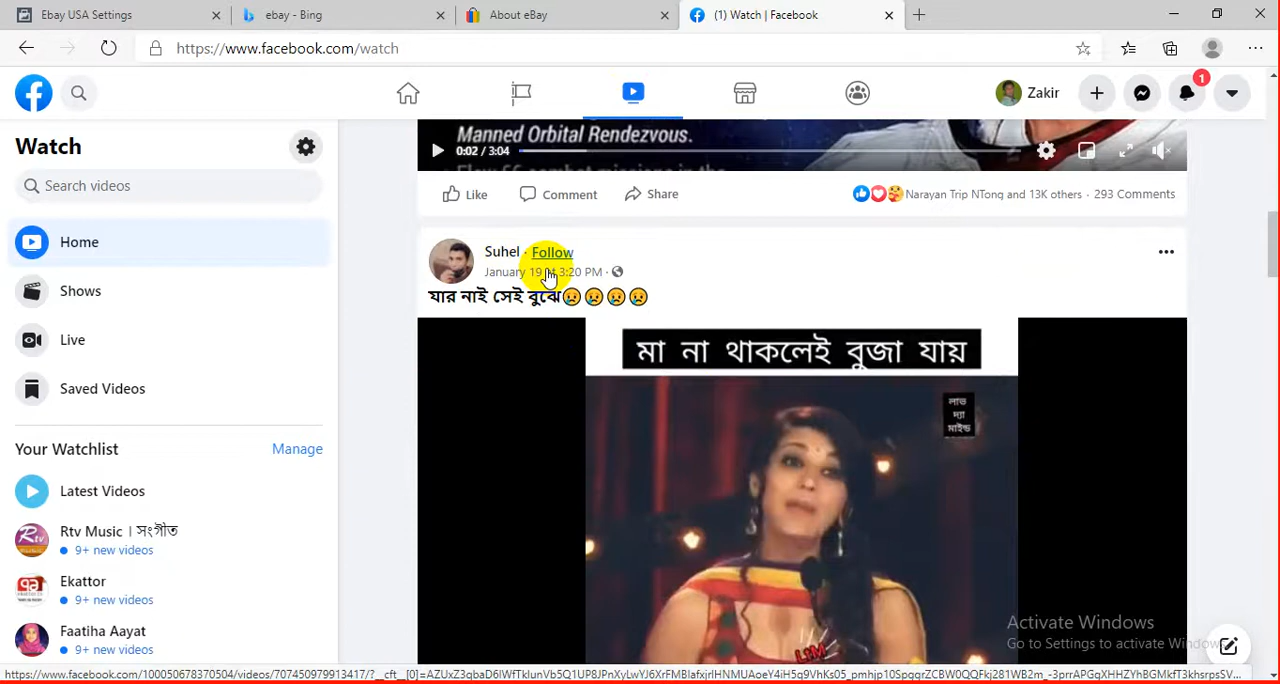 Ebay USA Settings
ebay - Bing
About eBay
(1) Watch | Facebook
https://www.facebook.com/watch
Zakir
1
Watch
Search videos
Home
Shows
Live
Saved Videos
Your Watchlist
Manage
Latest Videos
Rtv Music । সংগীত
9+ new videos
Ekattor
9+ new videos
Faatiha Aayat
9+ new videos
Manned Orbital Rendezvous.
0:02 / 3:04
Like
Comment
Share
Narayan Trip NTong and 13K others · 293 Comments
Suhel · Follow
January 19 at 3:20 PM ·
যার নাই সেই বুঝে😢😢😢😢
মা না থাকলেই বুজা যায়
লাভ
দ্যা
মাইন্ড
Activate Windows
Go to Settings to activate Windows.